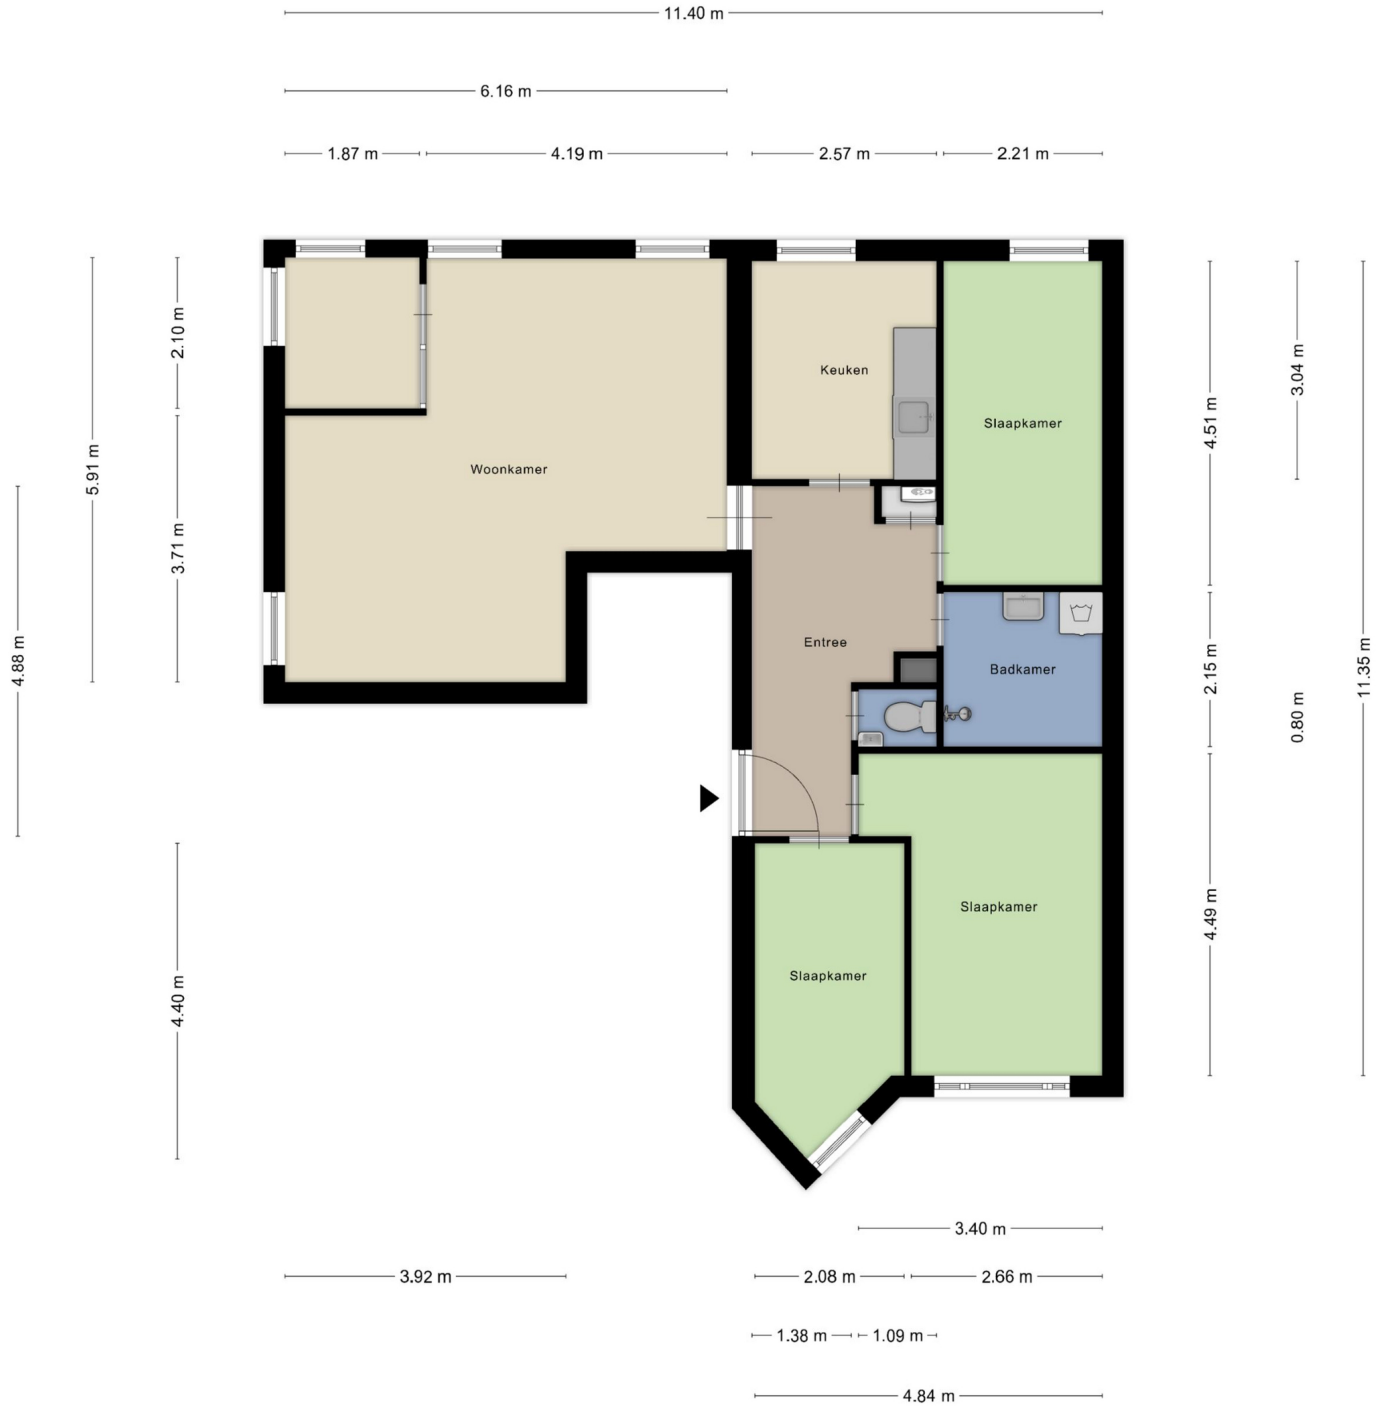 11.40 m
6.16 m
1.87 m
4.19 m
2.57 m
2.21 m
2.10 m
3.04 m
Keuken
4.51 m
Slaapkamer
5.91 m
Woonkamer
3.71 m
Entree
4.88 m
Badkamer
2.15 m
11.35 m
0.80 m
Slaapkamer
4.49 m
Slaapkamer
4.40 m
3.40 m
3.92 m
2.08 m
2.66 m
1.38 m
1.09 m
4.84 m